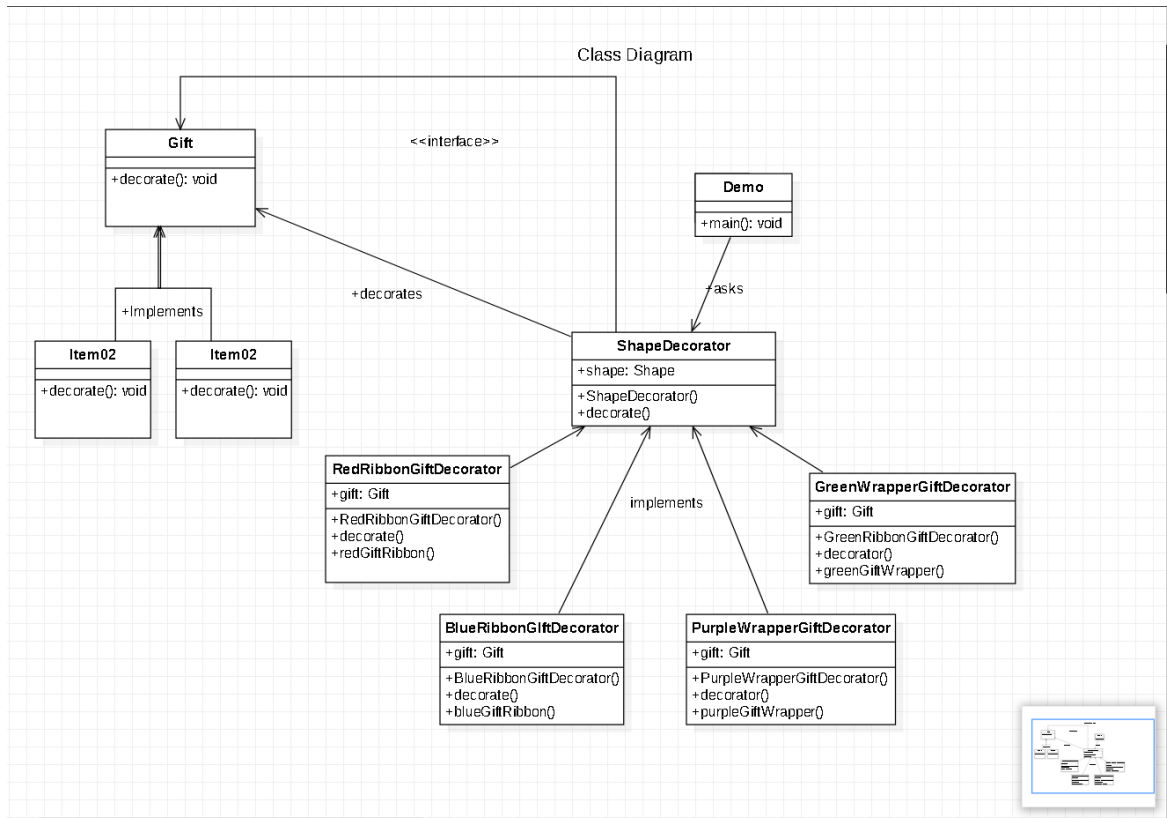 Class Diagram
<<interface>>
Gift
+decorate(): void
Demo
+main(): void
+asks
+decorates
+Implements
Item02
+decorate(): void
Item02
+decorate(): void
ShapeDecorator
+shape: Shape
+ShapeDecorator()
+decorate()
RedRibbonGiftDecorator
+gift: Gift
+RedRibbonGiftDecorator()
+decorate()
+redGiftRibbon()
implements
GreenWrapperGiftDecorator
+gift: Gift
+GreenRibbonGiftDecorator()
+decorator()
+greenGiftWrapper()
BlueRibbonGIftDecorator
+gift: Gift
+BlueRibbonGiftDecorator()
+decorate()
+blueGiftRibbon()
PurpleWrapperGiftDecorator
+gift: Gift
+PurpleWrapperGiftDecorator()
+decorator()
+purpleGiftWrapper()